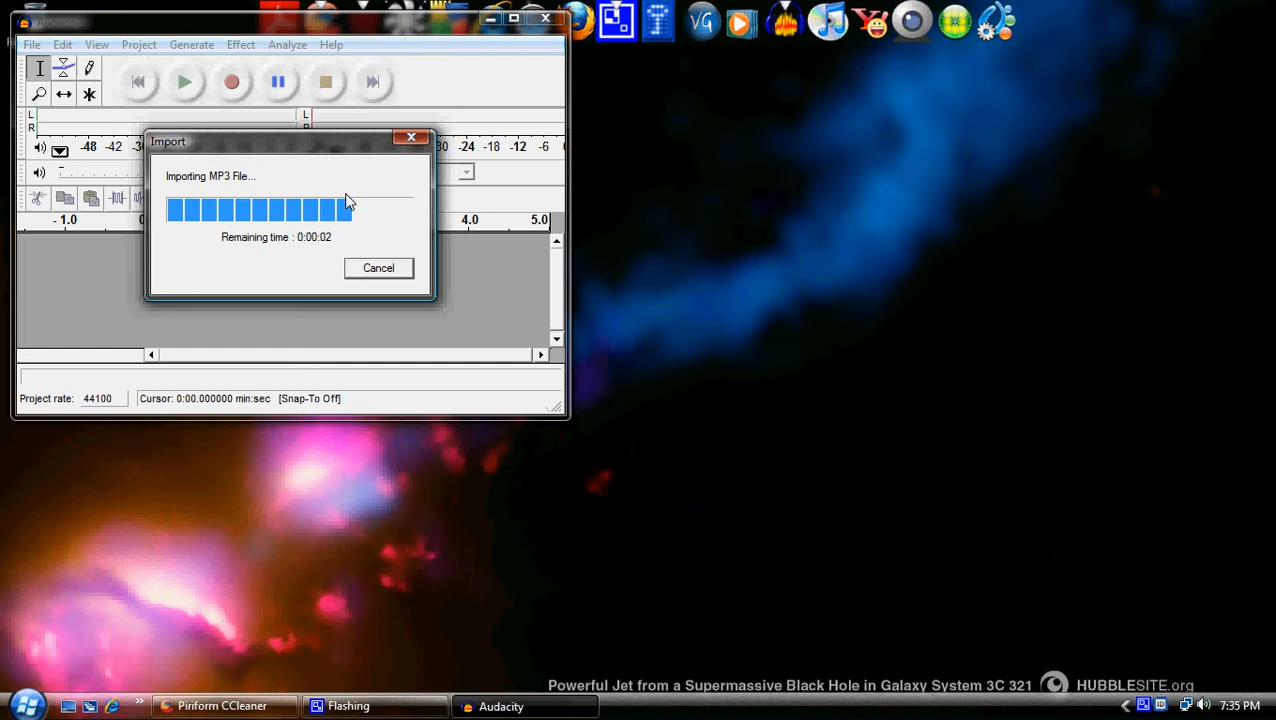 File Edit View Project Generate Effect Analyze Help
L L
R
-48 -42 -18 -12 -6
Import
Importing MP3 File...
Remaining time : 0:00:02
Cancel
- 1.0 4.0 5.0
Project rate: 44100 Cursor: 0:00.000000 min:sec [Snap-To Off]
VG
Powerful Jet from a Supermassive Black Hole in Galaxy System 3C 321 HUBBLESITE.org
Piriform CCleaner Flashing Audacity 7:35 PM